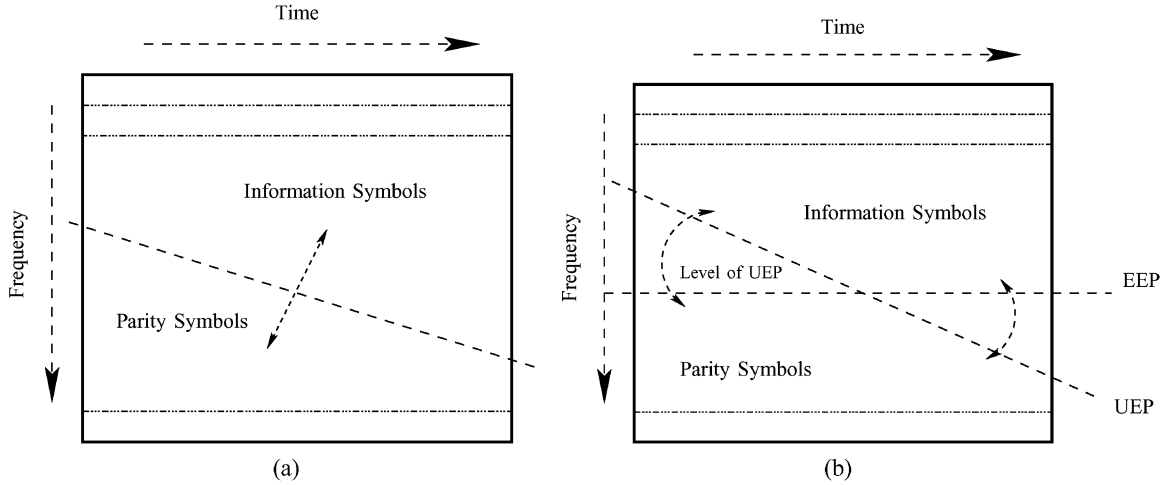 Time
Frequency
Information Symbols
Parity Symbols
(a)
Time
Frequency
Information Symbols
Level of UEP
EEP
Parity Symbols
UEP
(b)